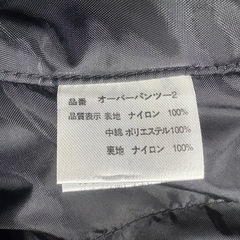 品番 オーバーパンツー2
品質表示 表地 ナイロン 100%
中綿 ポリエステル100%
裏地 ナイロン 100%